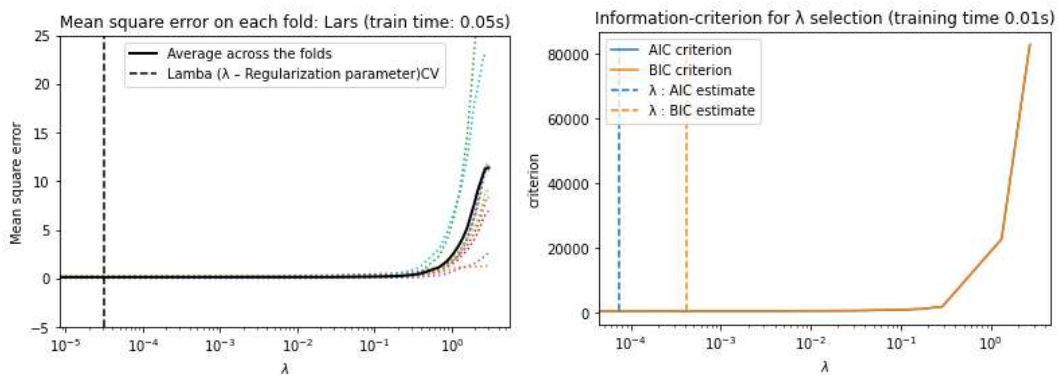 Mean square error on each fold: Lars (train time: 0.05s)
25
20
15
10
5
0
−5
Mean square error
Average across the folds
Lamba (λ – Regularization parameter)CV
10⁻⁵
10⁻⁴
10⁻³
10⁻²
10⁻¹
10⁰
λ
Information-criterion for λ selection (training time 0.01s)
80000
60000
40000
20000
0
criterion
AIC criterion
BIC criterion
λ : AIC estimate
λ : BIC estimate
10⁻⁴
10⁻³
10⁻²
10⁻¹
10⁰
λ